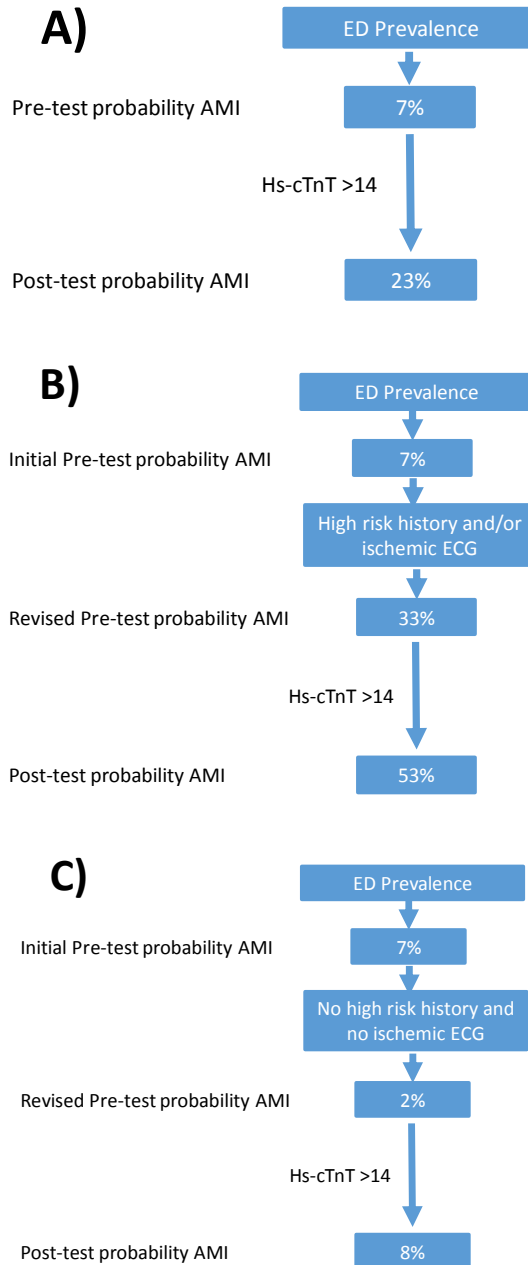 A)
ED Prevalence
Pre-test probability AMI
7%
Hs-cTnT >14
Post-test probability AMI
23%
B)
ED Prevalence
Initial Pre-test probability AMI
7%
High risk history and/or
ischemic ECG
Revised Pre-test probability AMI
33%
Hs-cTnT >14
Post-test probability AMI
53%
C)
ED Prevalence
Initial Pre-test probability AMI
7%
No high risk history and
no ischemic ECG
Revised Pre-test probability AMI
2%
Hs-cTnT >14
Post-test probability AMI
8%